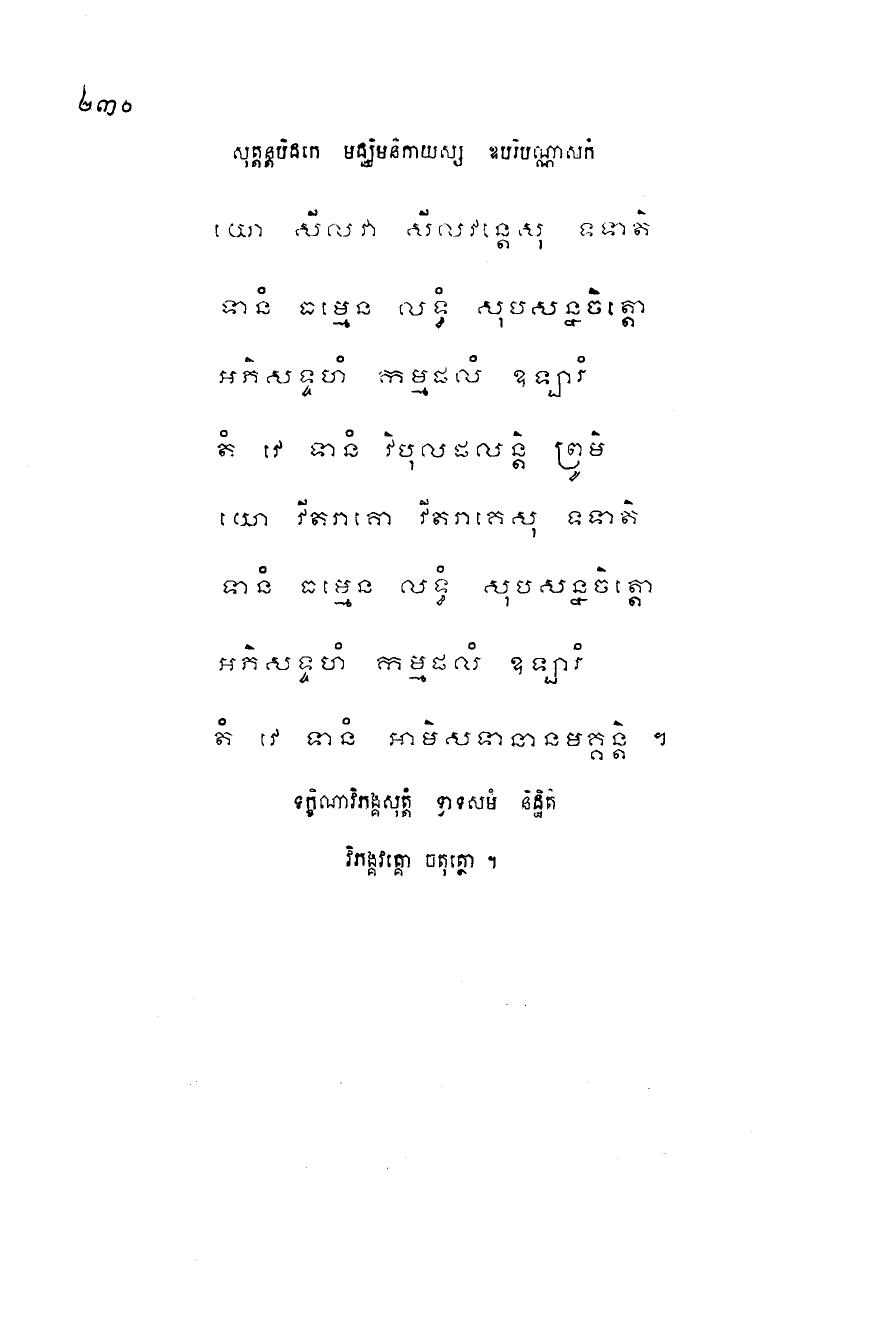 ២៣០
សុត្តន្តបិដកេ មជ្ឈិមនិកាយស្ស ឧបរិបណ្ណាសកំ
យោ សីលវា សីលវន្តេសុ ទទាតិ
ទានំ ធម្មេន លទ្ធំ សុបសន្នចិត្តោ
អភិសទ្ទហំ កម្មផលំ ឧឡារំ
តំ វេ ទានំ វិបុលផលន្តិ ព្រូមិ
យោ វីតរាគោ វីតរាគេសុ ទទាតិ
ទានំ ធម្មេន លទ្ធំ សុបសន្នចិត្តោ
អភិសទ្ទហំ កម្មផលំ ឧឡារំ
តំ វេ ទានំ អាមិសទានានមគ្គន្តិ ។
ទក្ខិណាវិភង្គសុត្តំ ទ្វាទសមំ និដ្ឋិតំ
វិភង្គវគ្គោ ចតុត្ថោ ។